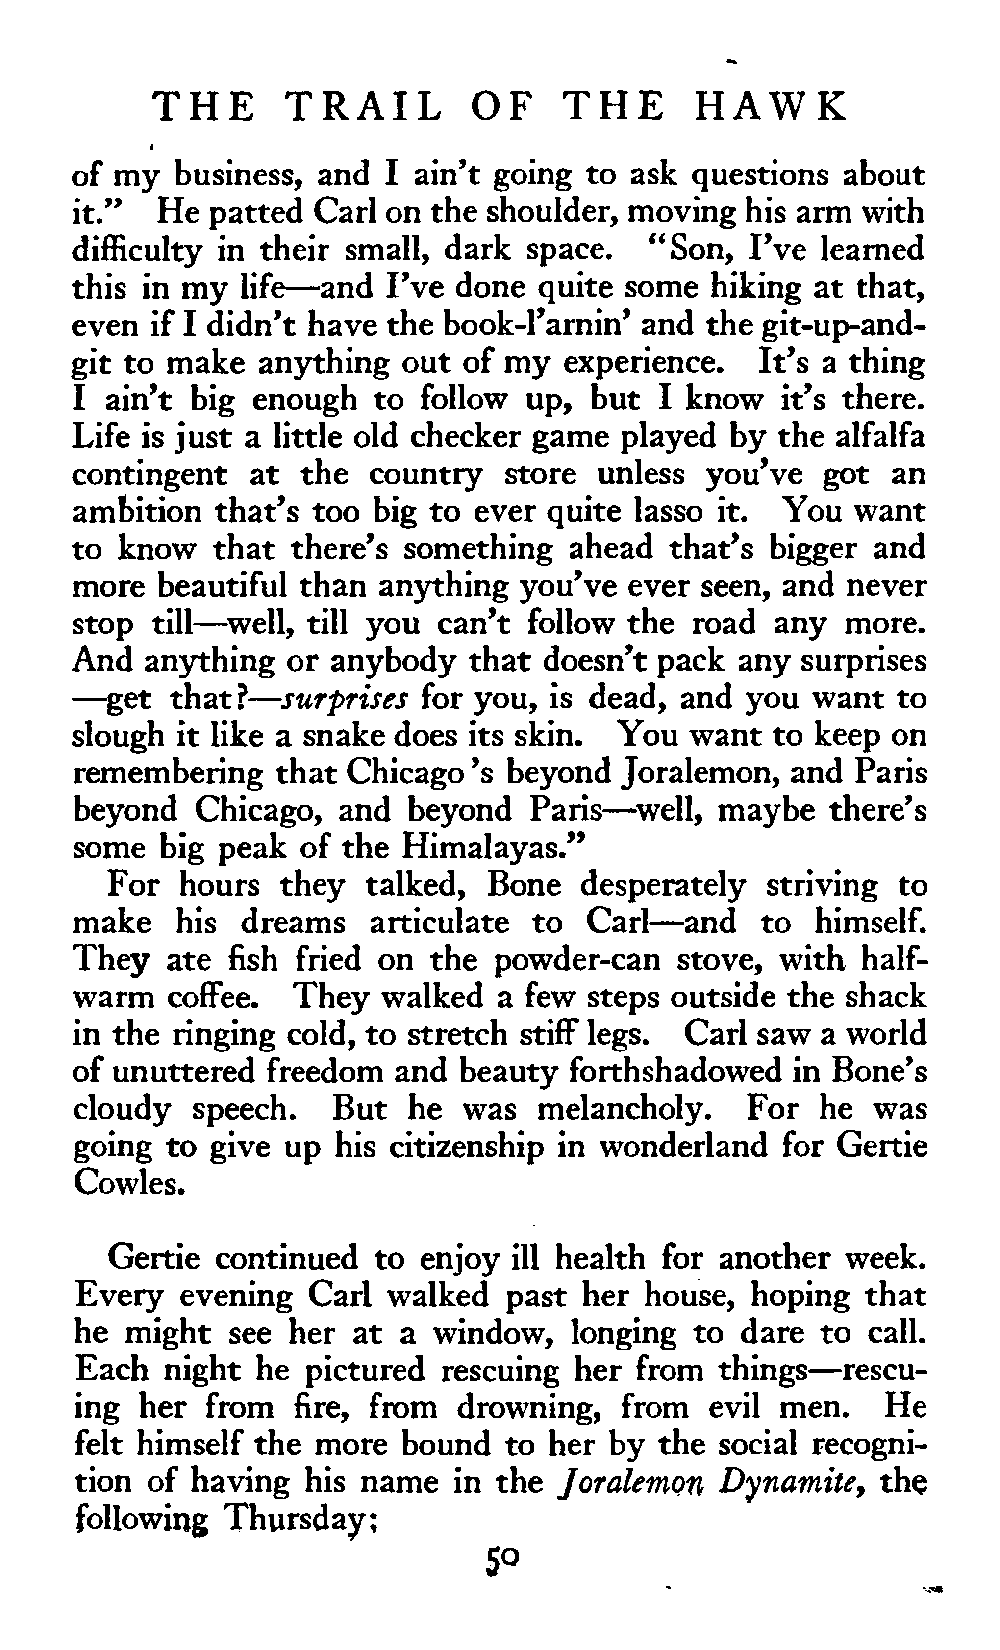 THE TRAIL OF THE HAWK
of my business, and I ain't going to ask questions about
it." He patted Carl on the shoulder, moving his arm with
difficulty in their small, dark space. "Son, I've learned
this in my life—and I've done quite some hiking at that,
even if I didn't have the book-l'arnin' and the git-up-and-
git to make anything out of my experience. It's a thing
I ain't big enough to follow up, but I know it's there.
Life is just a little old checker game played by the alfalfa
contingent at the country store unless you've got an
ambition that's too big to ever quite lasso it. You want
to know that there's something ahead that's bigger and
more beautiful than anything you've ever seen, and never
stop till—well, till you can't follow the road any more.
And anything or anybody that doesn't pack any surprises
—get that?—surprises for you, is dead, and you want to
slough it like a snake does its skin. You want to keep on
remembering that Chicago's beyond Joralemon, and Paris
beyond Chicago, and beyond Paris—well, maybe there's
some big peak of the Himalayas."
For hours they talked, Bone desperately striving to
make his dreams articulate to Carl—and to himself.
They ate fish fried on the powder-can stove, with half-
warm coffee. They walked a few steps outside the shack
in the ringing cold, to stretch stiff legs. Carl saw a world
of unuttered freedom and beauty forthshadowed in Bone's
cloudy speech. But he was melancholy. For he was
going to give up his citizenship in wonderland for Gertie
Cowles.
Gertie continued to enjoy ill health for another week.
Every evening Carl walked past her house, hoping that
he might see her at a window, longing to dare to call.
Each night he pictured rescuing her from things—rescu-
ing her from fire, from drowning, from evil men. He
felt himself the more bound to her by the social recogni-
tion of having his name in the Joralemon Dynamite, the
following Thursday;
50